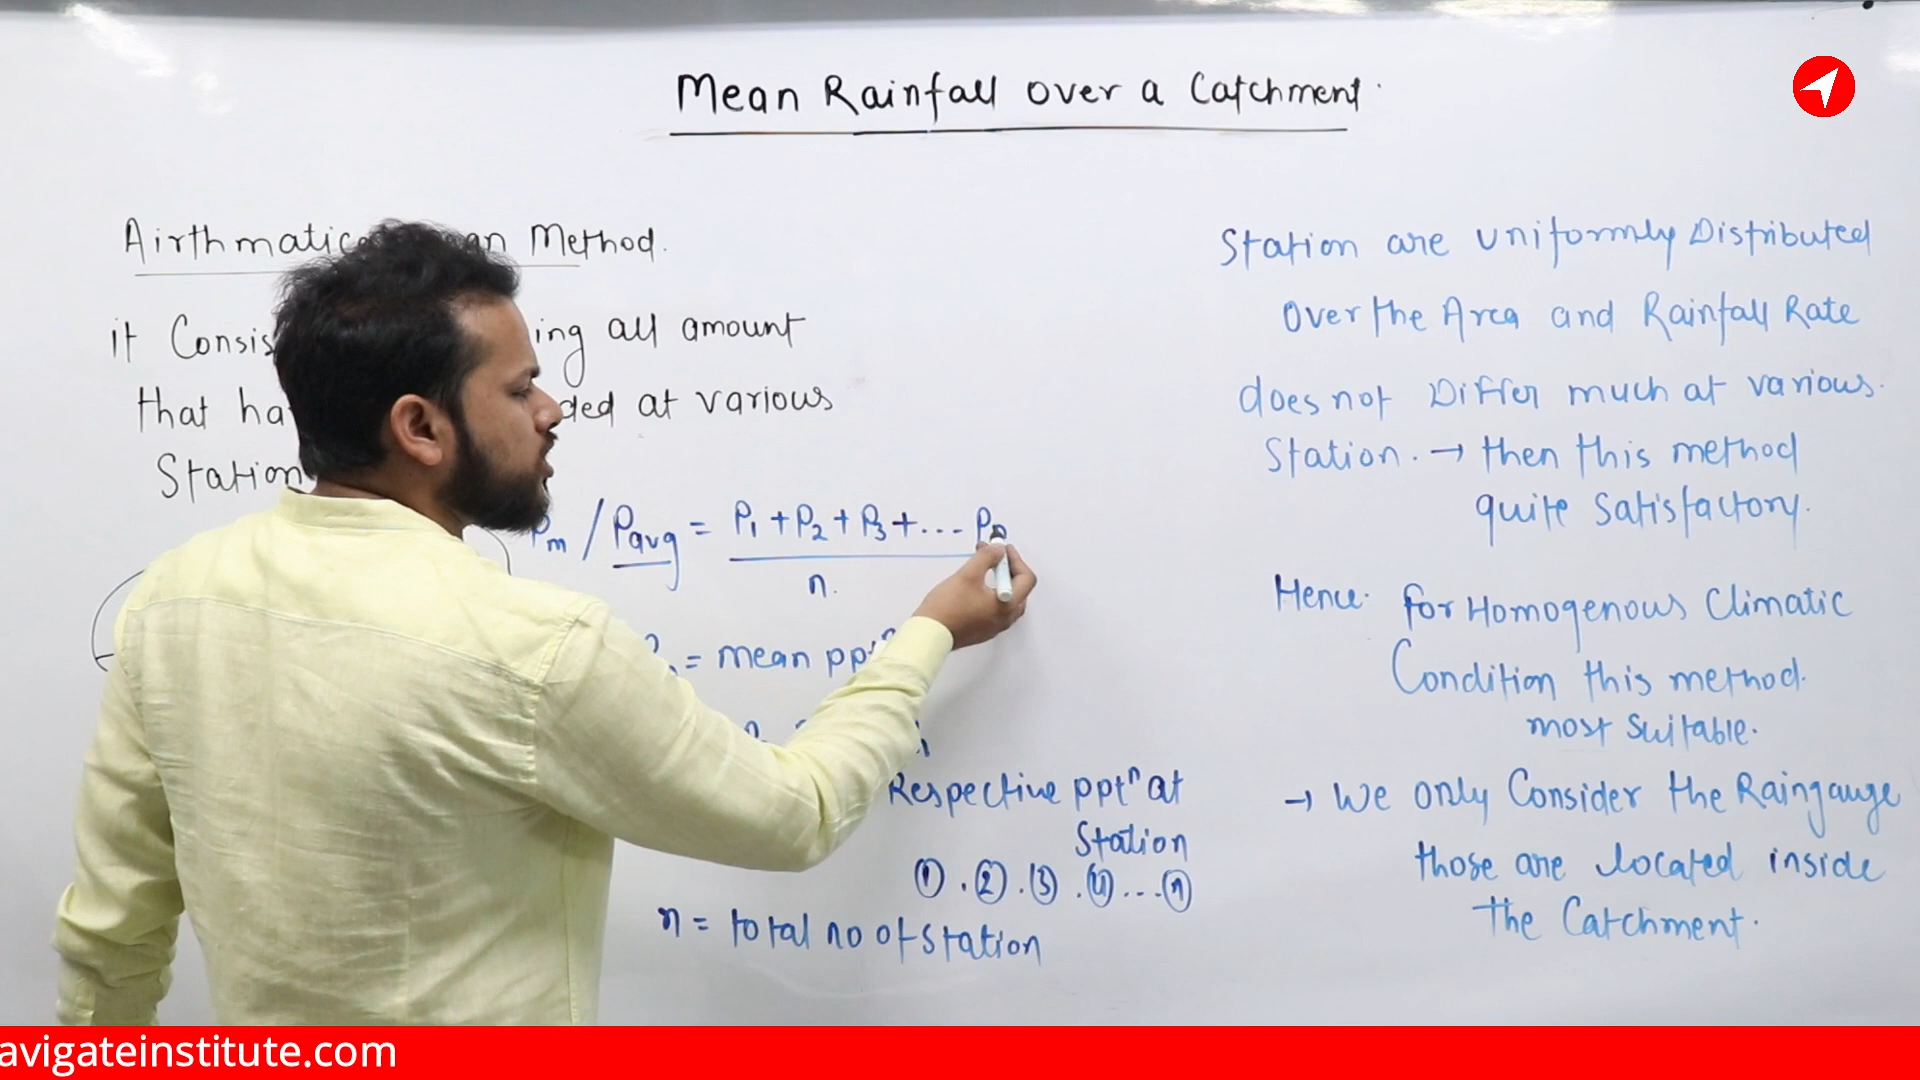 Mean Rainfall over a Catchment.
Airthmatic Mean Method.
it Consis ing all amount
that ha ded at various
Station
Pm / Pavg = P1 + P2 + P3 + ... Pn
n.
= mean pptn
Respective pptn at
Station
① . ② . ③ . ④ ... ⓝ
n = total no of station
Station are uniformly Distributed
over the Area and Rainfall Rate
does not Differ much at various.
Station. → then this method
quite satisfactory.
Hence. for Homogenous Climatic
Condition this method.
most suitable.
→ We only Consider the Raingauge
those are located inside
the Catchment.
avigateinstitute.com